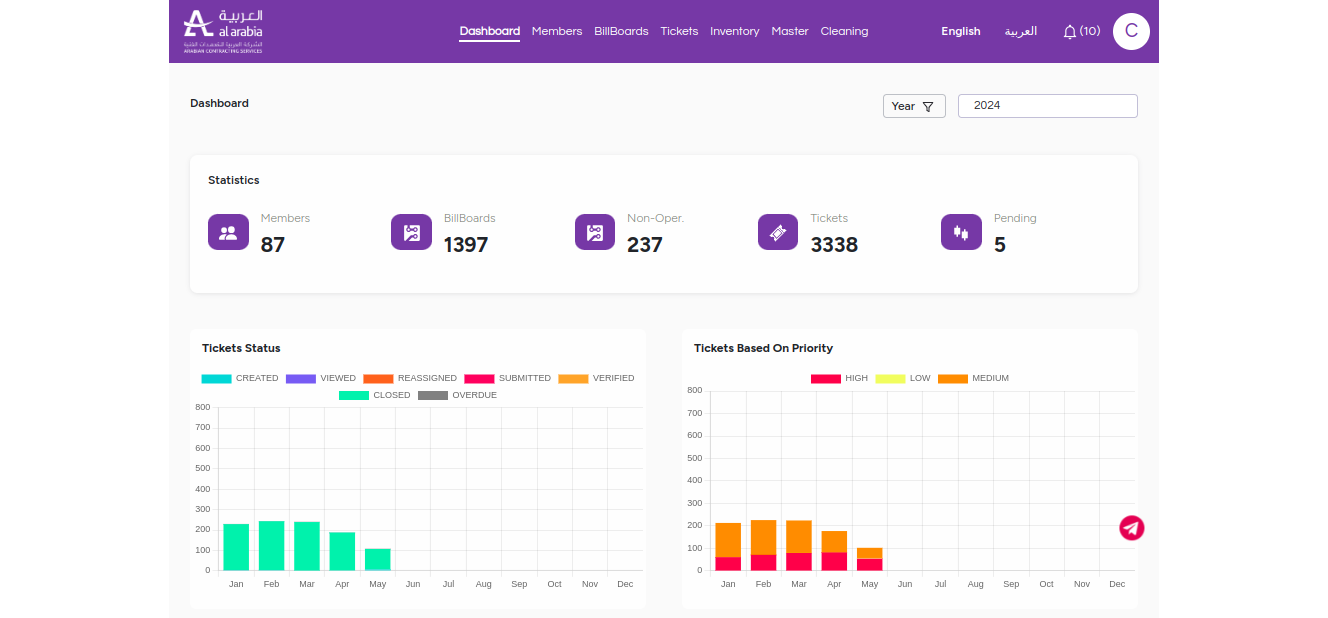 العربية
al arabia
الشركة العربية للتعهدات الفنية
ARABIAN CONTRACTING SERVICES
Dashboard Members BillBoards Tickets Inventory Master Cleaning English العربية (10) C
Dashboard
Year 2024
Statistics
Members BillBoards Non-Oper. Tickets Pending
87 1397 237 3338 5
Tickets Status
CREATED VIEWED REASSIGNED SUBMITTED VERIFIED
CLOSED OVERDUE
800
700
600
500
400
300
200
100
0
Jan Feb Mar Apr May Jun Jul Aug Sep Oct Nov Dec
Tickets Based On Priority
HIGH LOW MEDIUM
800
700
600
500
400
300
200
100
0
Jan Feb Mar Apr May Jun Jul Aug Sep Oct Nov Dec